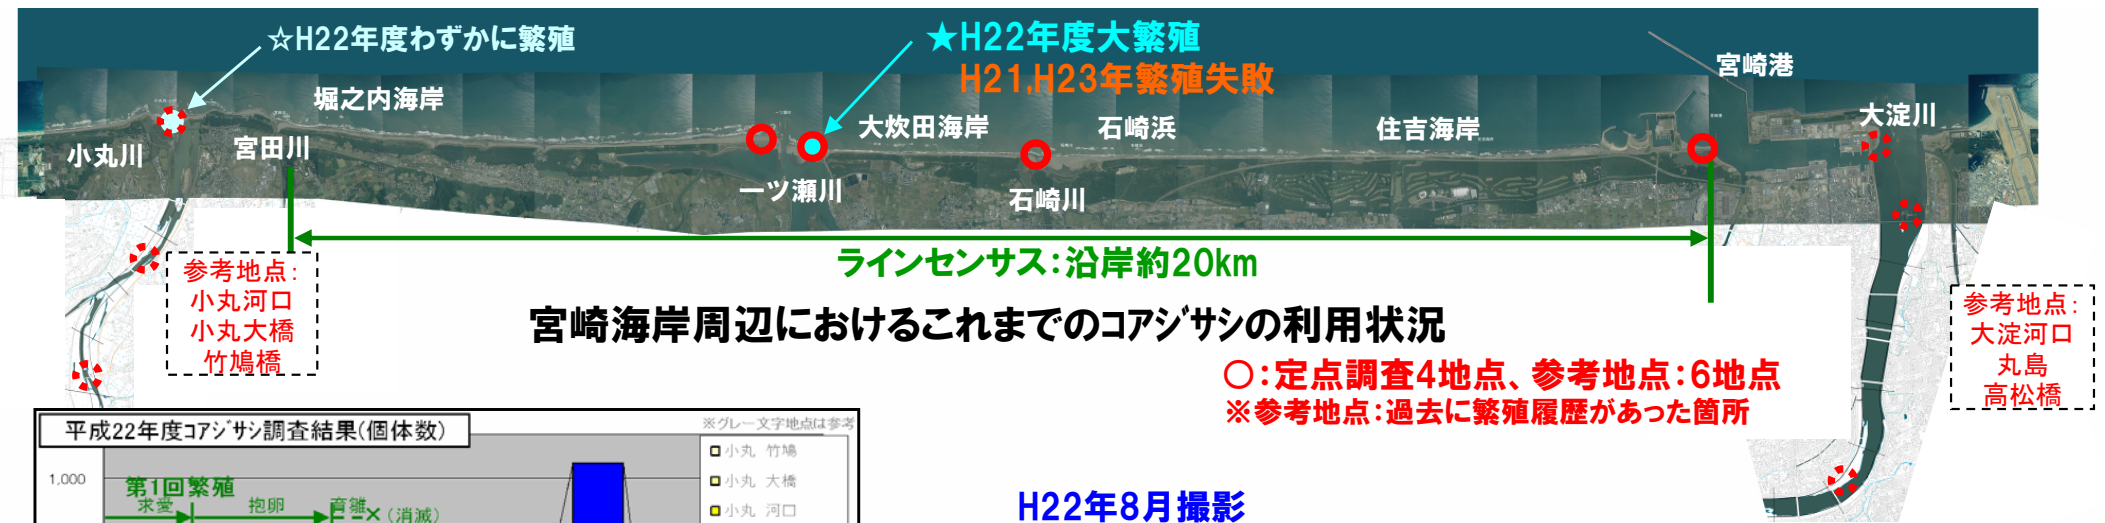 ☆H22年度わずかに繁殖
★H22年度大繁殖
H21,H23年繁殖失敗
宮崎港
堀之内海岸
大炊田海岸
石崎浜
住吉海岸
大淀川
小丸川
宮田川
一ツ瀬川
石崎川
ラインセンサス:沿岸約20km
参考地点:
小丸河口
小丸大橋
竹鳩橋
宮崎海岸周辺におけるこれまでのコアジサシの利用状況
参考地点:
大淀河口
丸島
高松橋
○:定点調査4地点、参考地点:6地点
※参考地点:過去に繁殖履歴があった箇所
平成22年度コアジサシ調査結果(個体数)
※グレー文字地点は参考
小丸 竹鳩
小丸 大橋
小丸 河口
1,000
第1回繁殖
求愛
抱卵
育雛
×(消滅)
H22年8月撮影